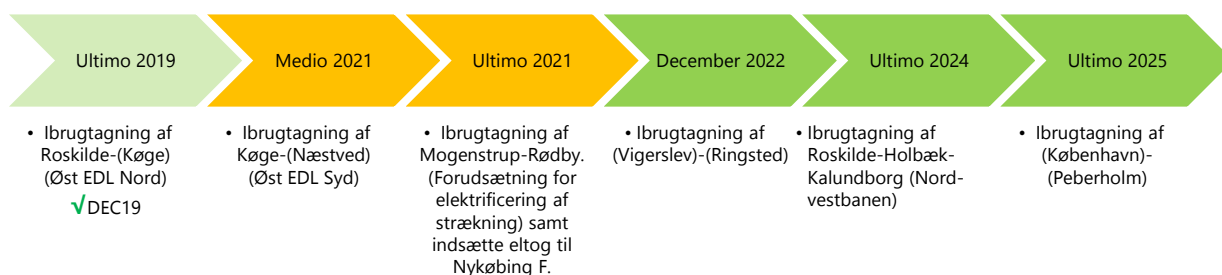 Ultimo 2019
Medio 2021
Ultimo 2021
December 2022
Ultimo 2024
Ultimo 2025
• Ibrugtagning af
Roskilde-(Køge)
(Øst EDL Nord)
√DEC19
• Ibrugtagning af
Køge-(Næstved)
(Øst EDL Syd)
• Ibrugtagning af
Mogenstrup-Rødby.
(Forudsætning for
elektrificering af
strækning) samt
indsætte eltog til
Nykøbing F.
• Ibrugtagning af
(Vigerslev)-(Ringsted)
• Ibrugtagning af
Roskilde-Holbæk-
Kalundborg (Nord-
vestbanen)
• Ibrugtagning af
(København)-
(Peberholm)